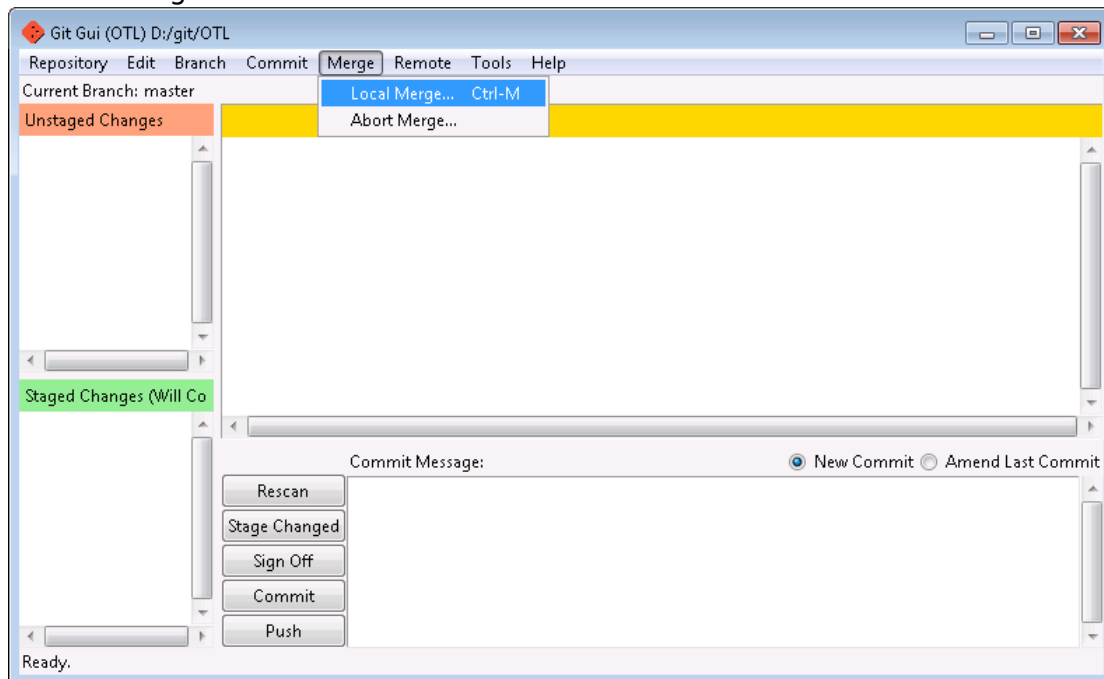 Git Gui (OTL) D:/git/OTL
Repository Edit Branch Commit Merge Remote Tools Help
Current Branch: master
Local Merge... Ctrl-M
Abort Merge...
Unstaged Changes
Staged Changes (Will Co
Commit Message:
New Commit
Amend Last Commit
Rescan
Stage Changed
Sign Off
Commit
Push
Ready.